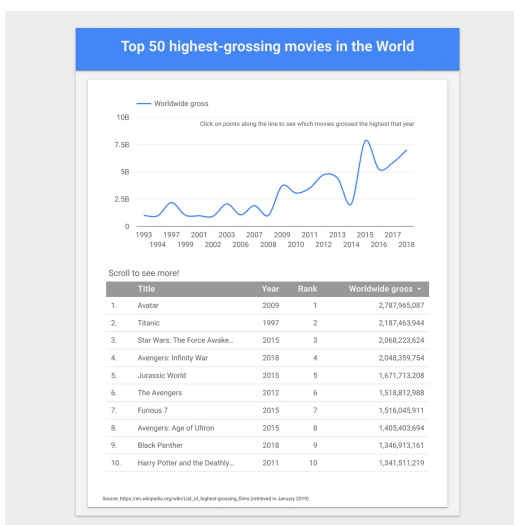 Top 50 highest-grossing movies in the World
Worldwide gross
Click on points along the line to see which movies grossed the highest that year
10B
7.5B
5B
2.5B
0
1993 1997 2001 2003 2007 2009 2011 2013 2015 2017
1994 1999 2002 2006 2008 2010 2012 2014 2016 2018
Scroll to see more!
Title Year Rank Worldwide gross
1. Avatar 2009 1 2,787,965,087
2. Titanic 1997 2 2,187,463,944
3. Star Wars: The Force Awake... 2015 3 2,068,223,624
4. Avengers: Infinity War 2018 4 2,048,359,754
5. Jurassic World 2015 5 1,671,713,208
6. The Avengers 2012 6 1,518,812,988
7. Furious 7 2015 7 1,516,045,911
8. Avengers: Age of Ultron 2015 8 1,405,403,694
9. Black Panther 2018 9 1,346,913,161
10. Harry Potter and the Deathly... 2011 10 1,341,511,219
Source: https://en.wikipedia.org/wiki/List_of_highest-grossing_films (retrieved in January 2019)